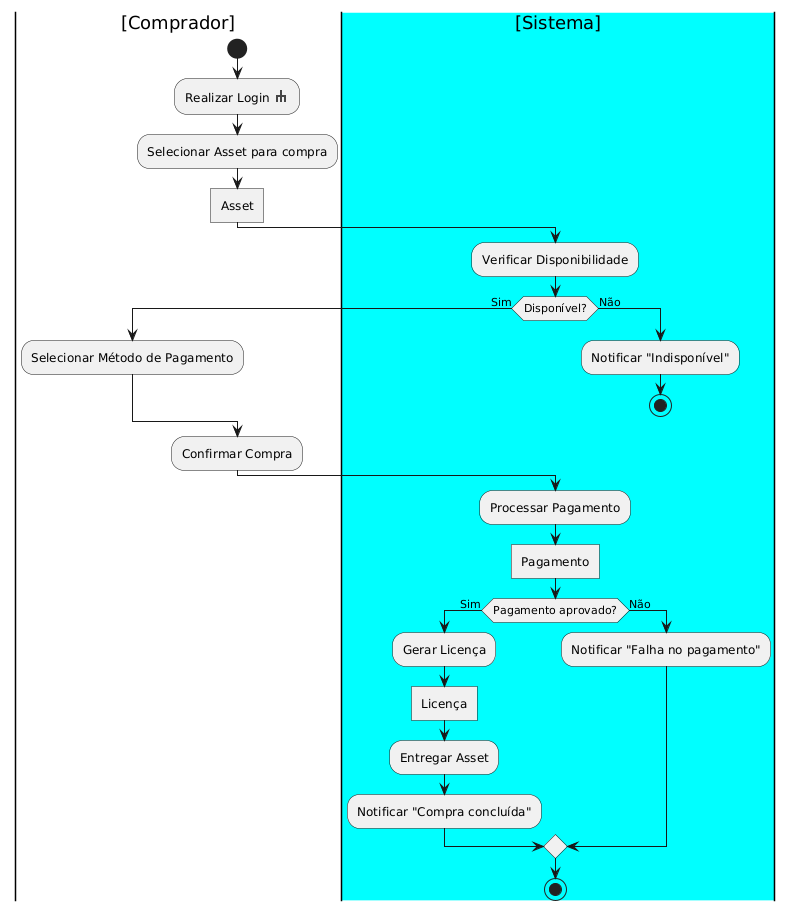 [Comprador]
[Sistema]
Realizar Login
Selecionar Asset para compra
Asset
Verificar Disponibilidade
Sim
Disponível?
Não
Selecionar Método de Pagamento
Notificar "Indisponível"
Confirmar Compra
Processar Pagamento
Pagamento
Sim
Pagamento aprovado?
Não
Gerar Licença
Notificar "Falha no pagamento"
Licença
Entregar Asset
Notificar "Compra concluída"